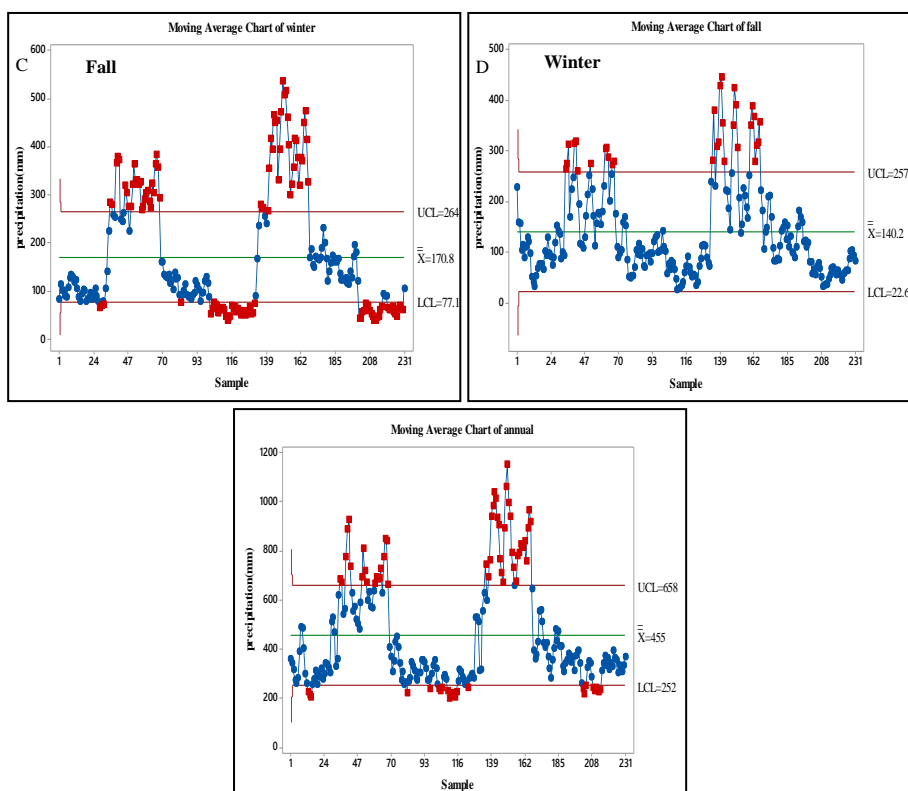 Moving Average Chart of winter
C
Fall
600
500
400
300
200
100
0
precipitation(mm)
UCL=264
X=170.8
LCL=77.1
1 24 47 70 93 116 139 162 185 208 231
Sample
Moving Average Chart of fall
D
Winter
500
400
300
200
100
0
precipitation(mm)
UCL=257
X=140.2
LCL=22.6
1 24 47 70 93 116 139 162 185 208 231
Sample
Moving Average Chart of annual
1200
1000
800
600
400
200
0
precipitation(mm)
UCL=658
X=455
LCL=252
1 24 47 70 93 116 139 162 185 208 231
Sample